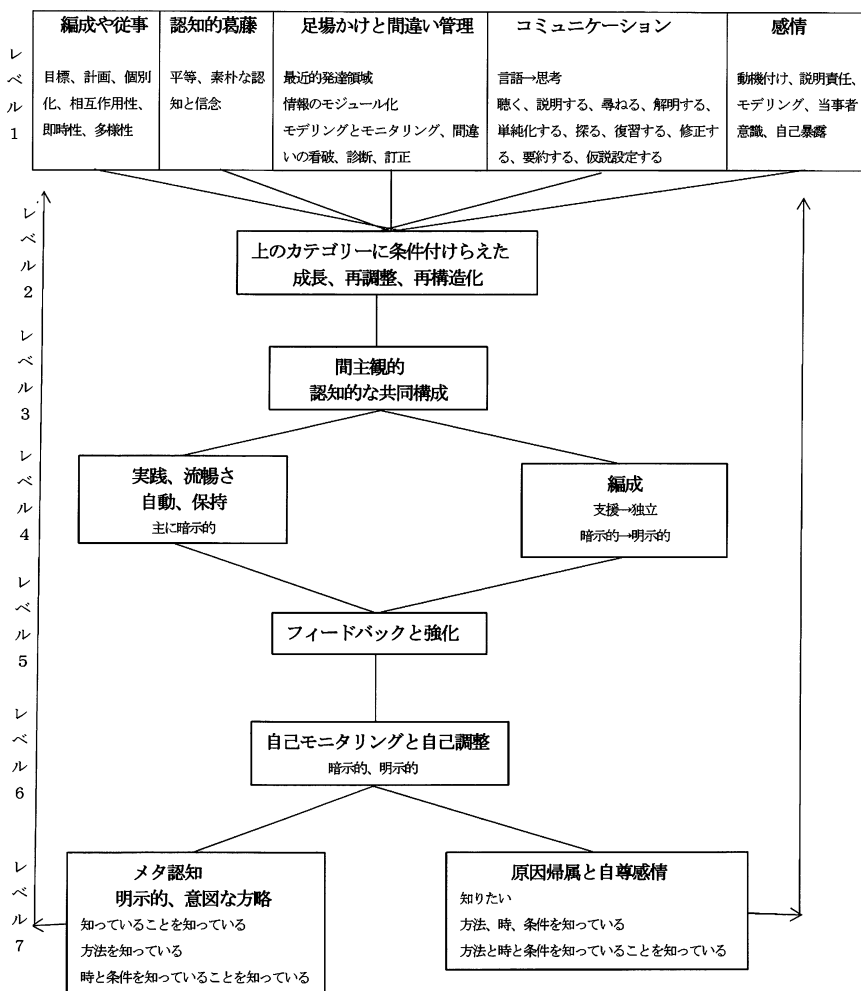 レベル1
編成や従事
目標、計画、個別
化、相互作用性、
即時性、多様性
認知的葛藤
平等、素朴な認
知と信念
足場かけと間違い管理
最近的発達領域
情報のモジュール化
モデリングとモニタリング、間違
いの看破、診断、訂正
コミュニケーション
言語→思考
聴く、説明する、尋ねる、解明する、
単純化する、探る、復習する、修正す
る、要約する、仮説設定する
感情
動機付け、説明責任、
モデリング、当事者
意識、自己暴露
レベル2
上のカテゴリーに条件付けらえた
成長、再調整、再構造化
レベル3
間主観的
認知的な共同構成
レベル4
実践、流暢さ
自動、保持
主に暗示的
編成
支援→独立
暗示的→明示的
レベル5
フィードバックと強化
レベル6
自己モニタリングと自己調整
暗示的、明示的
レベル7
メタ認知
明示的、意図な方略
知っていることを知っている
方法を知っている
時と条件を知っていることを知っている
原因帰属と自尊感情
知りたい
方法、時、条件を知っている
方法と時と条件を知っていることを知っている